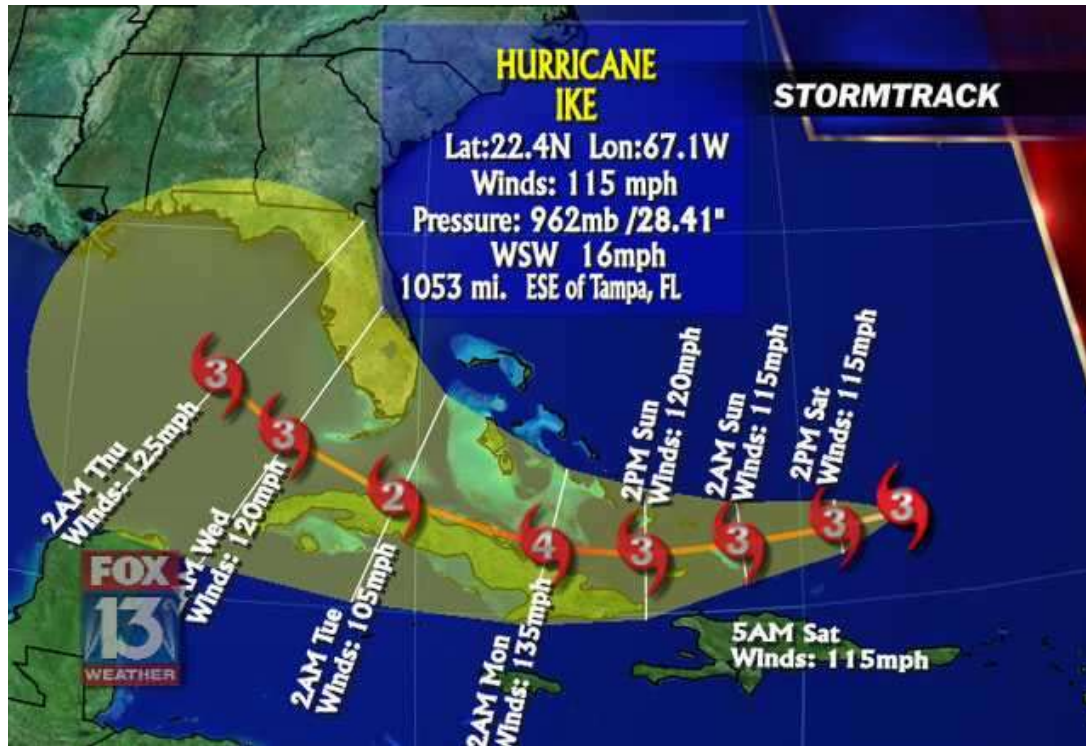 HURRICANE
IKE
STORMTRACK
Lat:22.4N Lon:67.1W
Winds: 115 mph
Pressure: 962mb /28.41"
WSW 16mph
1053 mi. ESE of Tampa, FL
3
2AM Thu
Winds: 125mph
3
AM Wed
Winds: 120mph
2
2AM Tue
Winds: 105mph
4
2AM Mon
Winds: 135mph
3
2PM Sun
Winds: 120mph
3
2AM Sun
Winds: 115mph
3
2PM Sat
Winds: 115mph
3
5AM Sat
Winds: 115mph
FOX
13
WEATHER